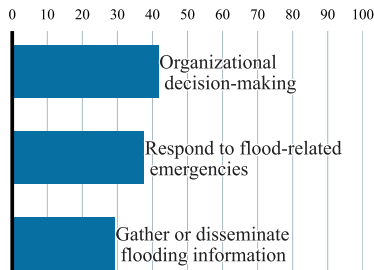 0 10 20 30 40 50 60 70 80 90 100
Organizational
decision-making
Respond to flood-related
emergencies
Gather or disseminate
flooding information